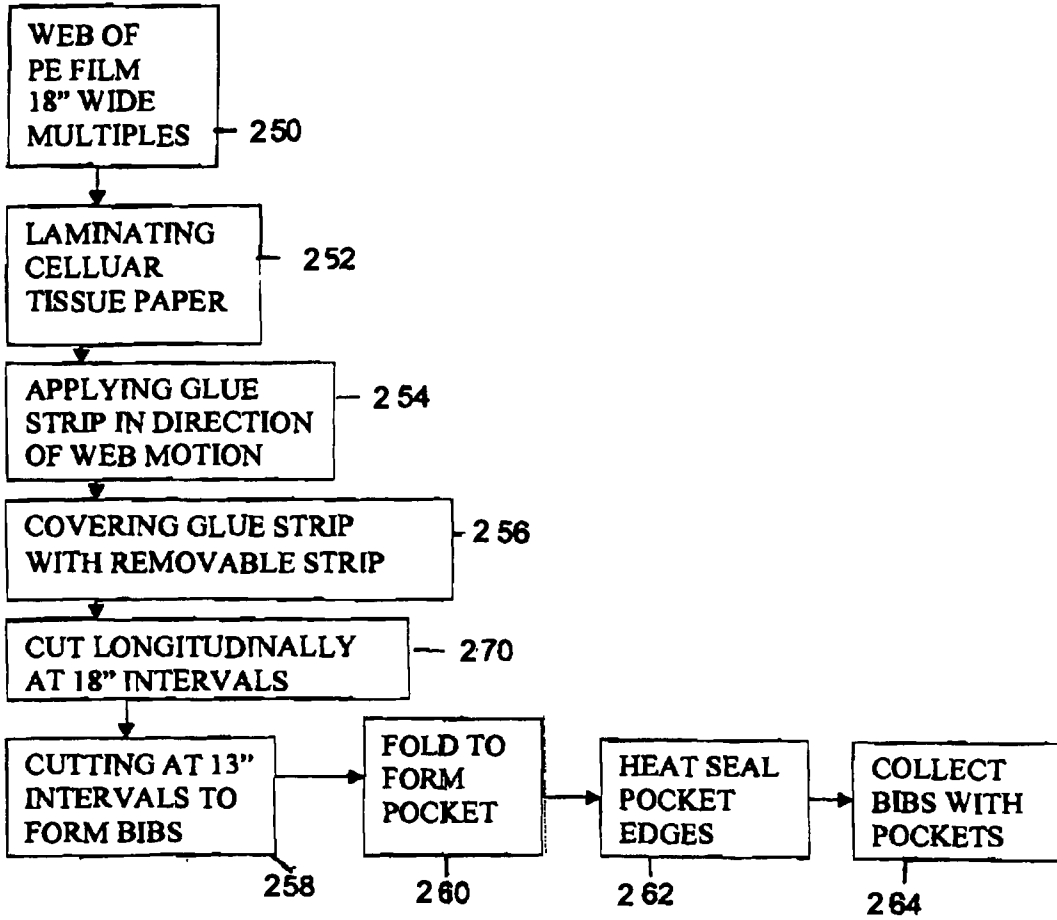 WEB OF
PE FILM
18" WIDE
MULTIPLES
250
LAMINATING
CELLUAR
TISSUE PAPER
252
APPLYING GLUE
STRIP IN DIRECTION
OF WEB MOTION
254
COVERING GLUE STRIP
WITH REMOVABLE STRIP
256
CUT LONGITUDINALLY
AT 18" INTERVALS
270
CUTTING AT 13"
INTERVALS TO
FORM BIBS
258
FOLD TO
FORM
POCKET
260
HEAT SEAL
POCKET
EDGES
262
COLLECT
BIBS WITH
POCKETS
264